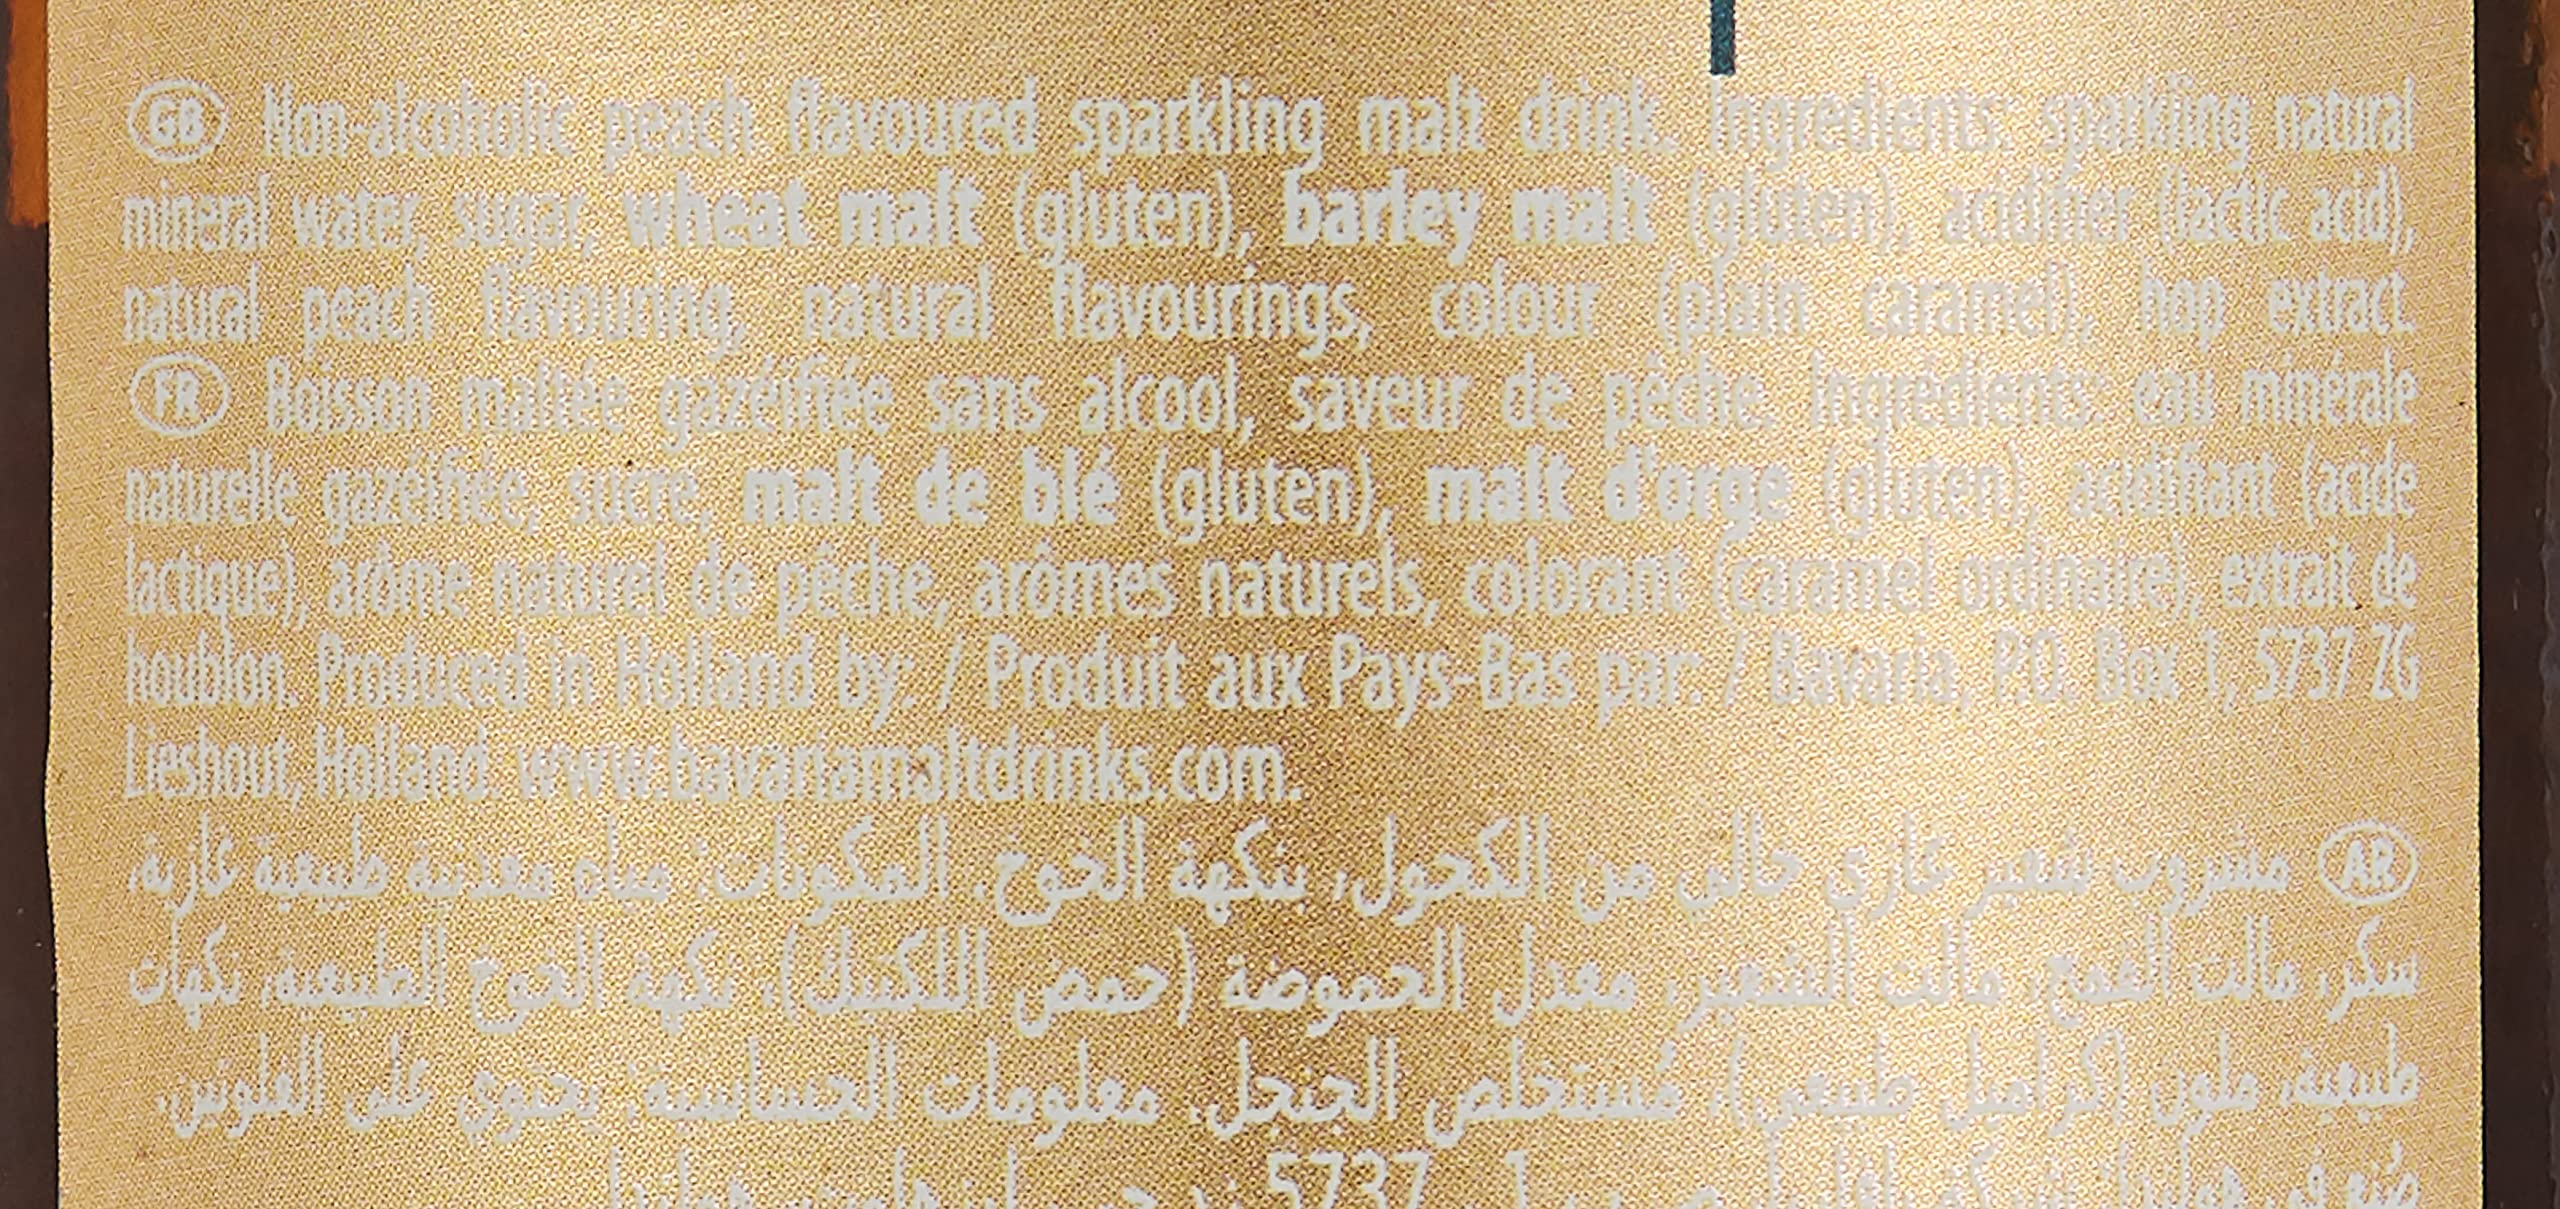 GB Non-alcoholic peach flavoured sparkling malt drink. Ingredients: sparkling natural
mineral water, sugar, wheat malt (gluten), barley malt (gluten), acidifier (lactic acid),
natural peach flavouring, natural flavourings, colour (plain caramel), hop extract.
FR Boisson maltée gazéifiée sans alcool, saveur de pêche. Ingrédients: eau minérale
naturelle gazéifiée, sucre, malt de blé (gluten), malt d'orge (gluten), acidifiant (acide
lactique), arôme naturel de pêche, arômes naturels, colorant (caramel ordinaire), extrait de
houblon. Produced in Holland by: / Produit aux Pays-Bas par: / Bavaria, P.O. Box 1, 5737 ZG
Lieshout, Holland. www.bavariamaltdrinks.com.
AR مشروب شعير غازي خالي من الكحول، بنكهة الخوخ. المكونات: مياه معدنية طبيعية غازية،
سكر، مالت القمح، مالت الشعير، معدل الحموضة (حمض اللكتيك)، نكهة الخوخ الطبيعية، نكهات
طبيعية، ملون (كراميل طبيعي)، مُستخلص الجنجل. معلومات الحساسية: يحتوي على الغلوتين.
5737